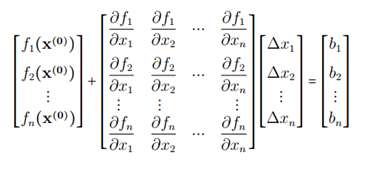 [f₁(x⁽⁰⁾)] + [∂f₁/∂x₁ ∂f₁/∂x₂ ⋯ ∂f₁/∂xₙ] [Δx₁] = [b₁]
[f₂(x⁽⁰⁾)] [∂f₂/∂x₁ ∂f₂/∂x₂ ⋯ ∂f₂/∂xₙ] [Δx₂] [b₂]
⋮ ⋮ ⋮ ⋮ ⋮ ⋮
[fₙ(x⁽⁰⁾)] [∂fₙ/∂x₁ ∂fₙ/∂x₂ ⋯ ∂fₙ/∂xₙ] [Δxₙ] [bₙ]